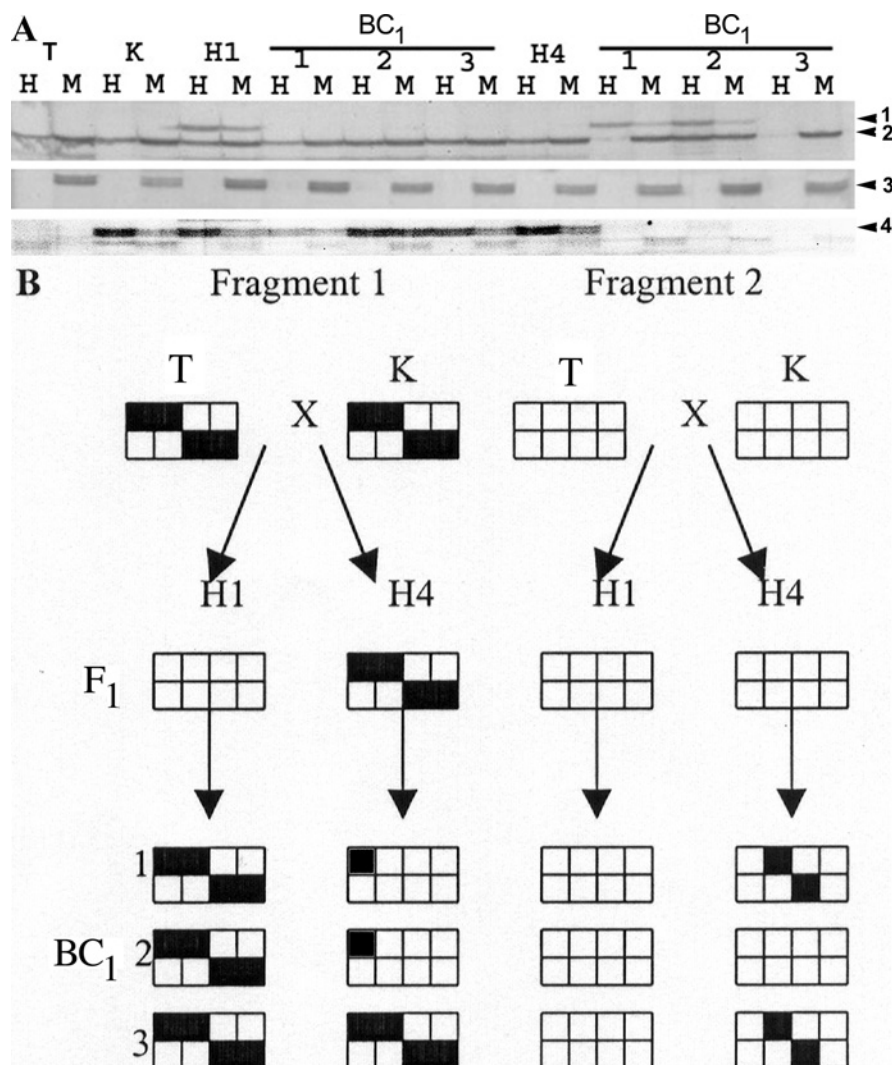 A
BC1
T K H1 1 2 3 H4 BC1 1 2 3
H M H M H M H M H M H M H M H M H M H M
1
2
3
4
B Fragment 1 Fragment 2
T X K T X K
H1 H4 H1 H4
F1
1
BC1 2
3